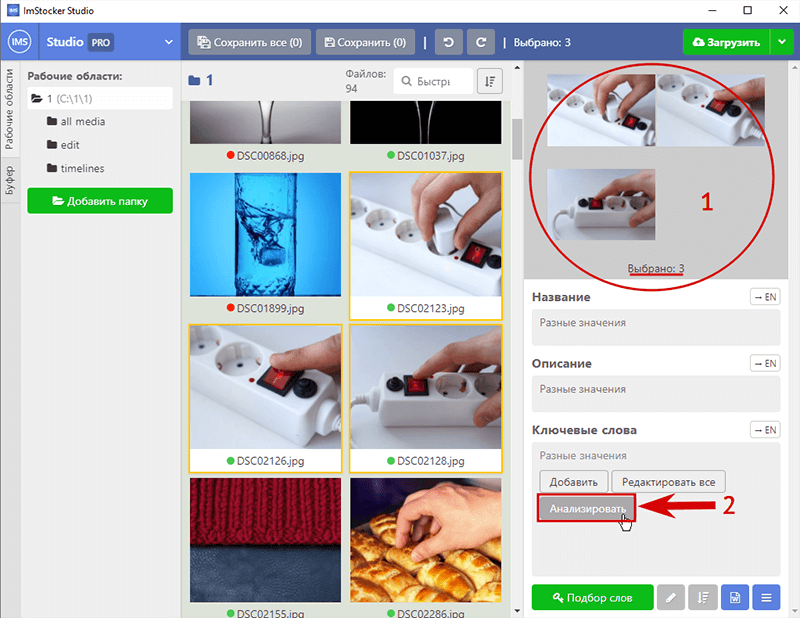 IMS ImStocker Studio
IMS Studio PRO
Сохранить все (0)
Сохранить (0)
Выбрано: 3
Загрузить
Рабочие области
Буфер
Рабочие области:
1 (C:\1\1)
all media
edit
timelines
Добавить папку
1
Файлов:
94
Быстры
DSC00868.jpg
DSC01037.jpg
DSC01899.jpg
DSC02123.jpg
DSC02126.jpg
DSC02128.jpg
DSC02155.jpg
DSC02286.jpg
1
Выбрано: 3
Название
→ EN
Разные значения
Описание
→ EN
Разные значения
Ключевые слова
→ EN
Разные значения
Добавить
Редактировать все
Анализировать
2
Подбор слов